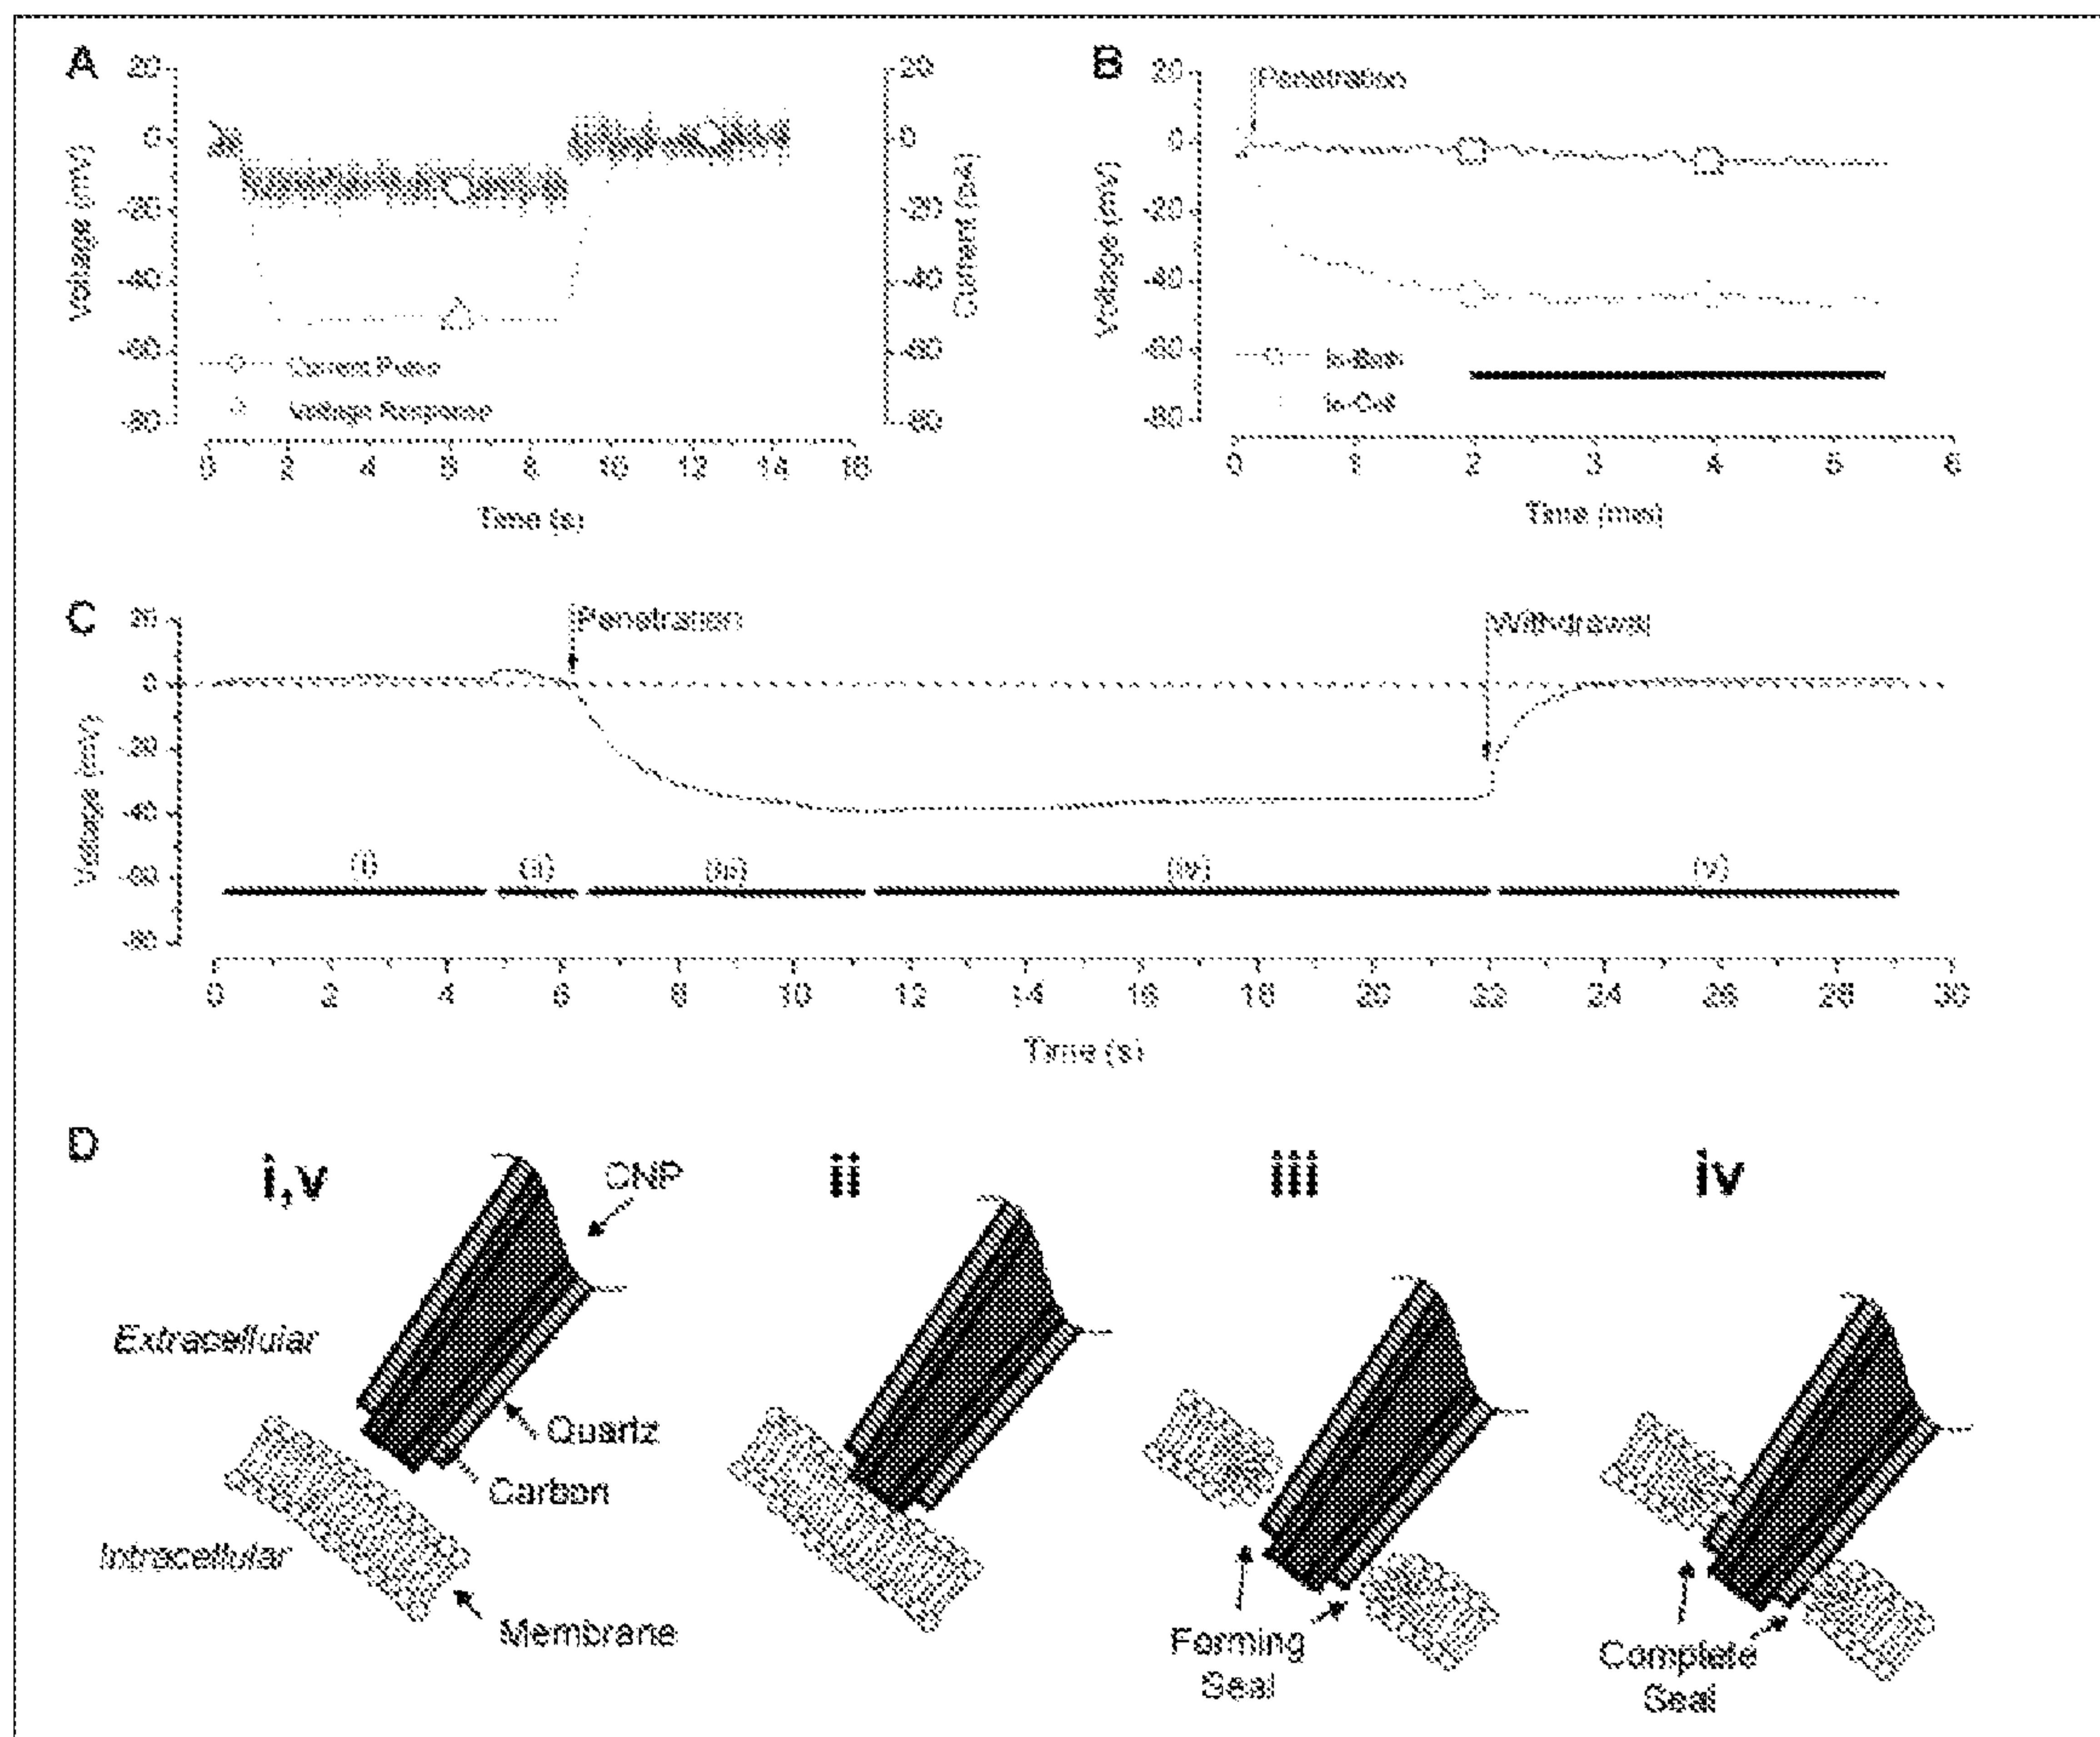 A
20
0
-20
-40
-60
-80
Voltage (mV)
Current Pulse
Voltage Response
20
0
-20
-40
-60
-80
Current (pA)
0 2 4 6 8 10 12 14 16
Time (s)
B
20
0
-20
-40
-60
-80
Voltage (mV)
Penetration
In-Bath
In-Cell
0 1 2 3 4 5 6
Time (min)
C
20
0
-20
-40
-60
-80
Voltage (mV)
Penetration
Withdrawal
(i) (ii) (iii) (iv) (v)
0 2 4 6 8 10 12 14 16 18 20 22 24 26 28 30
Time (s)
D
i,v
ii
iii
iv
CNP
Extracellular
Quartz
Carbon
Intracellular
Membrane
Forming
Seal
Complete
Seal